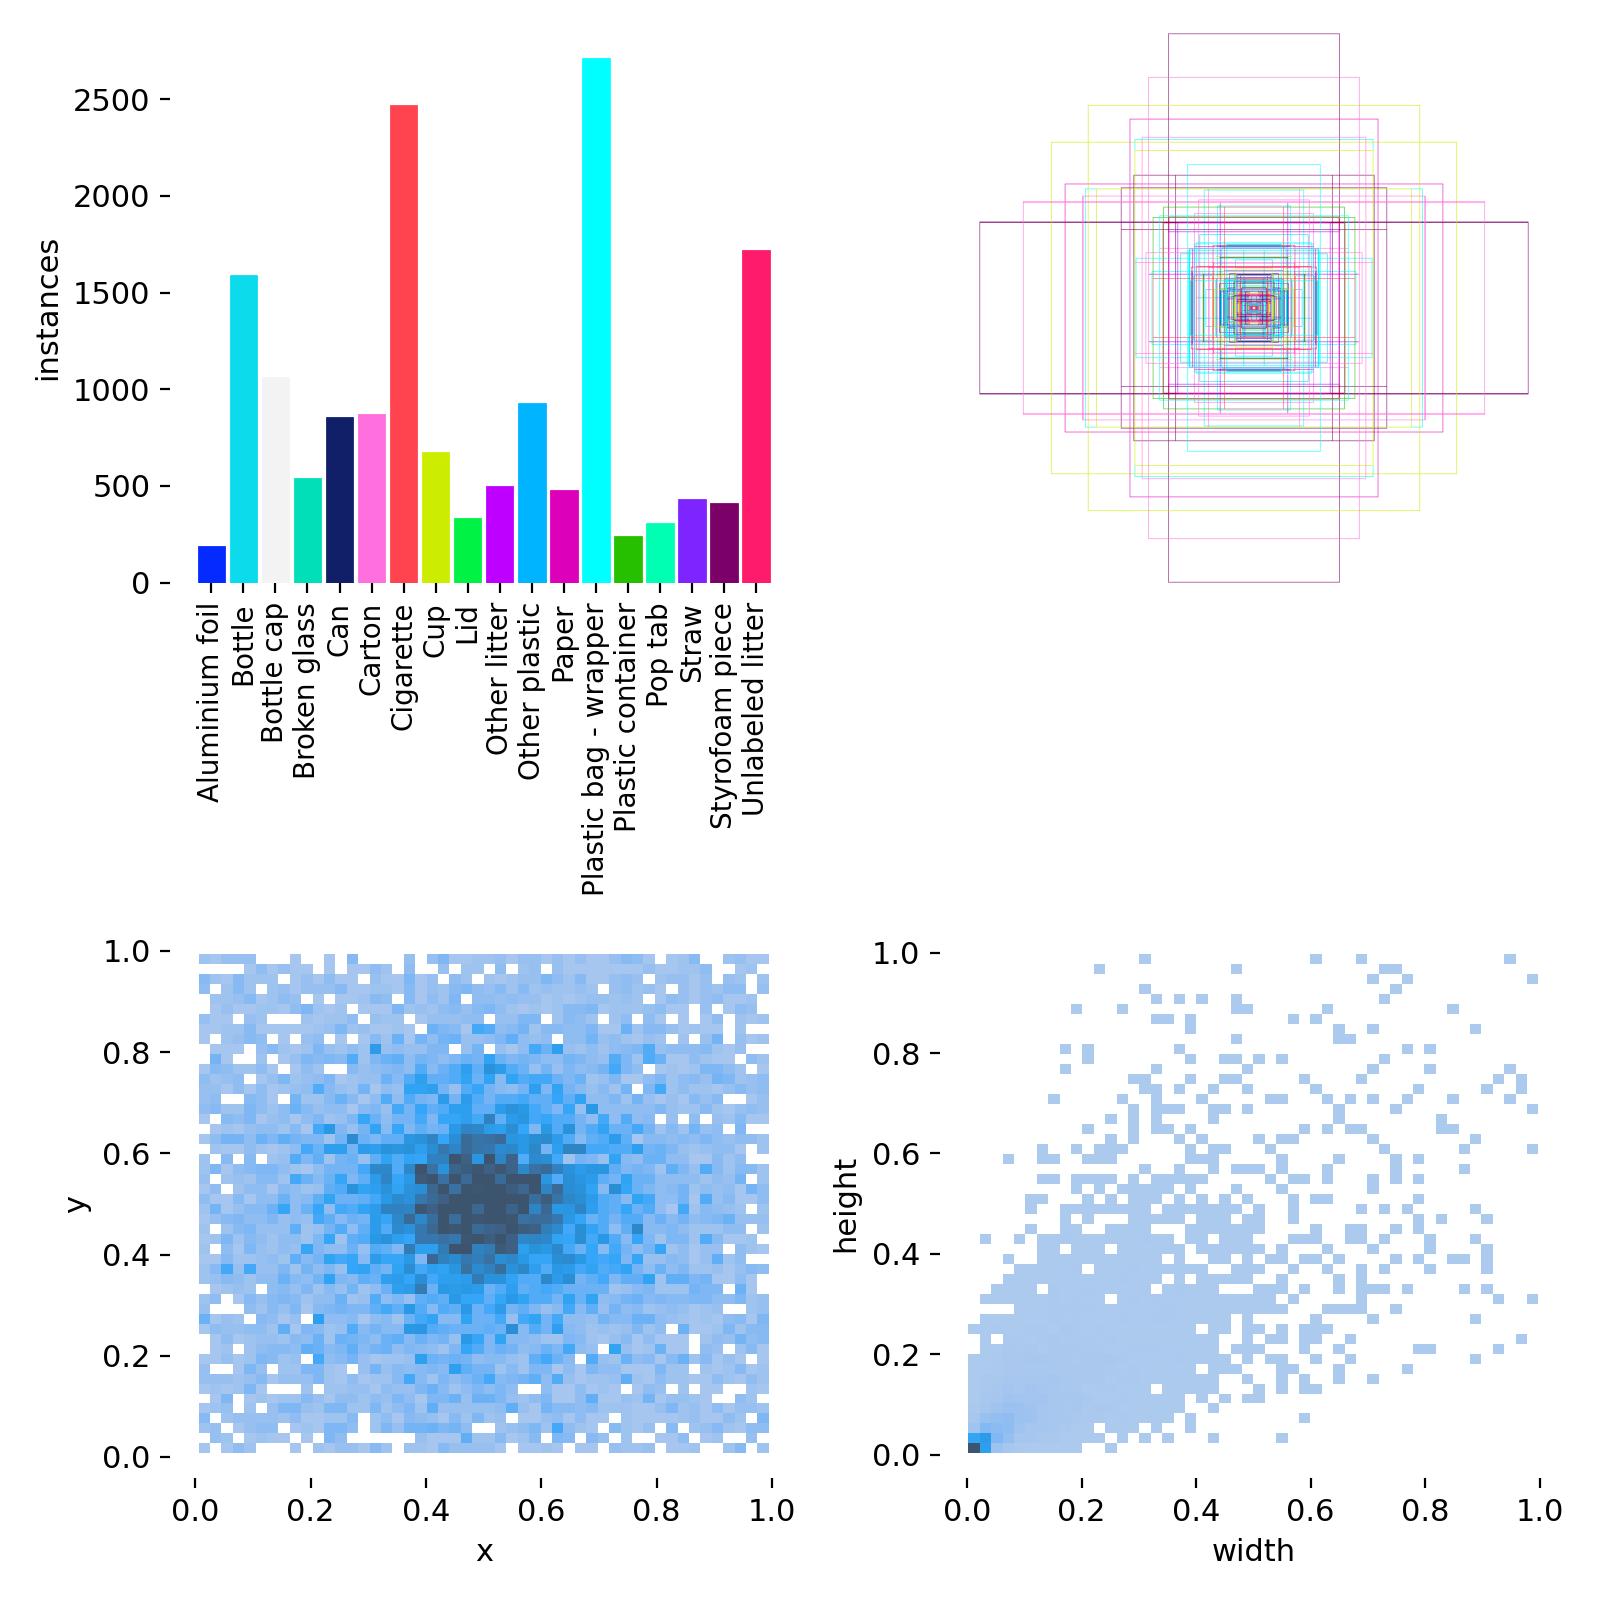 instances
2500
2000
1500
1000
500
0
Aluminium foil
Bottle
Bottle cap
Broken glass
Can
Carton
Cigarette
Cup
Lid
Other litter
Other plastic
Paper
Plastic bag - wrapper
Plastic container
Pop tab
Straw
Styrofoam piece
Unlabeled litter
y
1.0
0.8
0.6
0.4
0.2
0.0
0.0 0.2 0.4 0.6 0.8 1.0
x
height
1.0
0.8
0.6
0.4
0.2
0.0
0.0 0.2 0.4 0.6 0.8 1.0
width